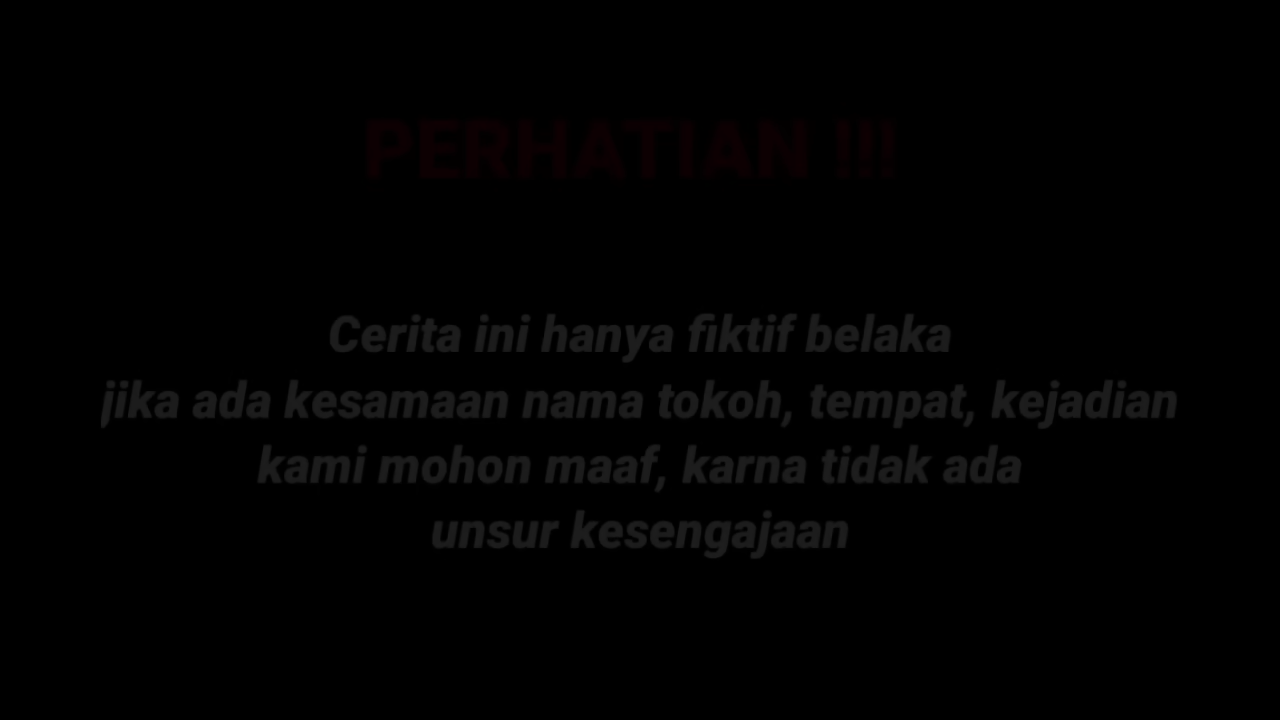 PERHATIAN !!!
Cerita ini hanya fiktif belaka
jika ada kesamaan nama tokoh, tempat, kejadian
kami mohon maaf, karna tidak ada
unsur kesengajaan